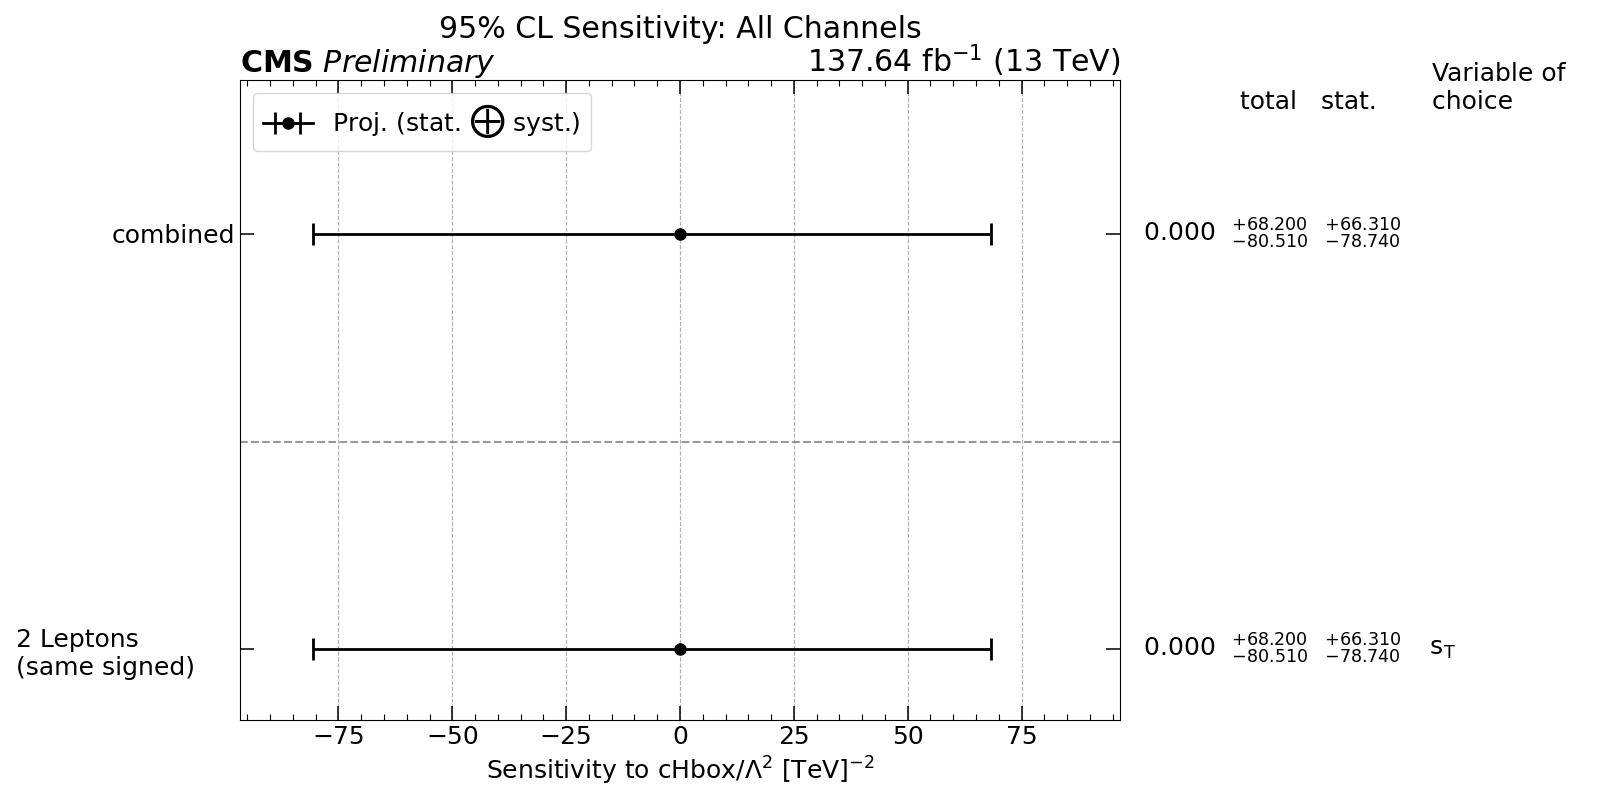 95% CL Sensitivity: All Channels
CMS Preliminary 137.64 fb⁻¹ (13 TeV)
Variable of
choice
total stat.
Proj. (stat. ⊕ syst.)
combined 0.000 +68.200 −80.510 +66.310 −78.740
2 Leptons
(same signed)
0.000 +68.200 −80.510 +66.310 −78.740 s_T
−75 −50 −25 0 25 50 75
Sensitivity to cHbox/Λ² [TeV]⁻²